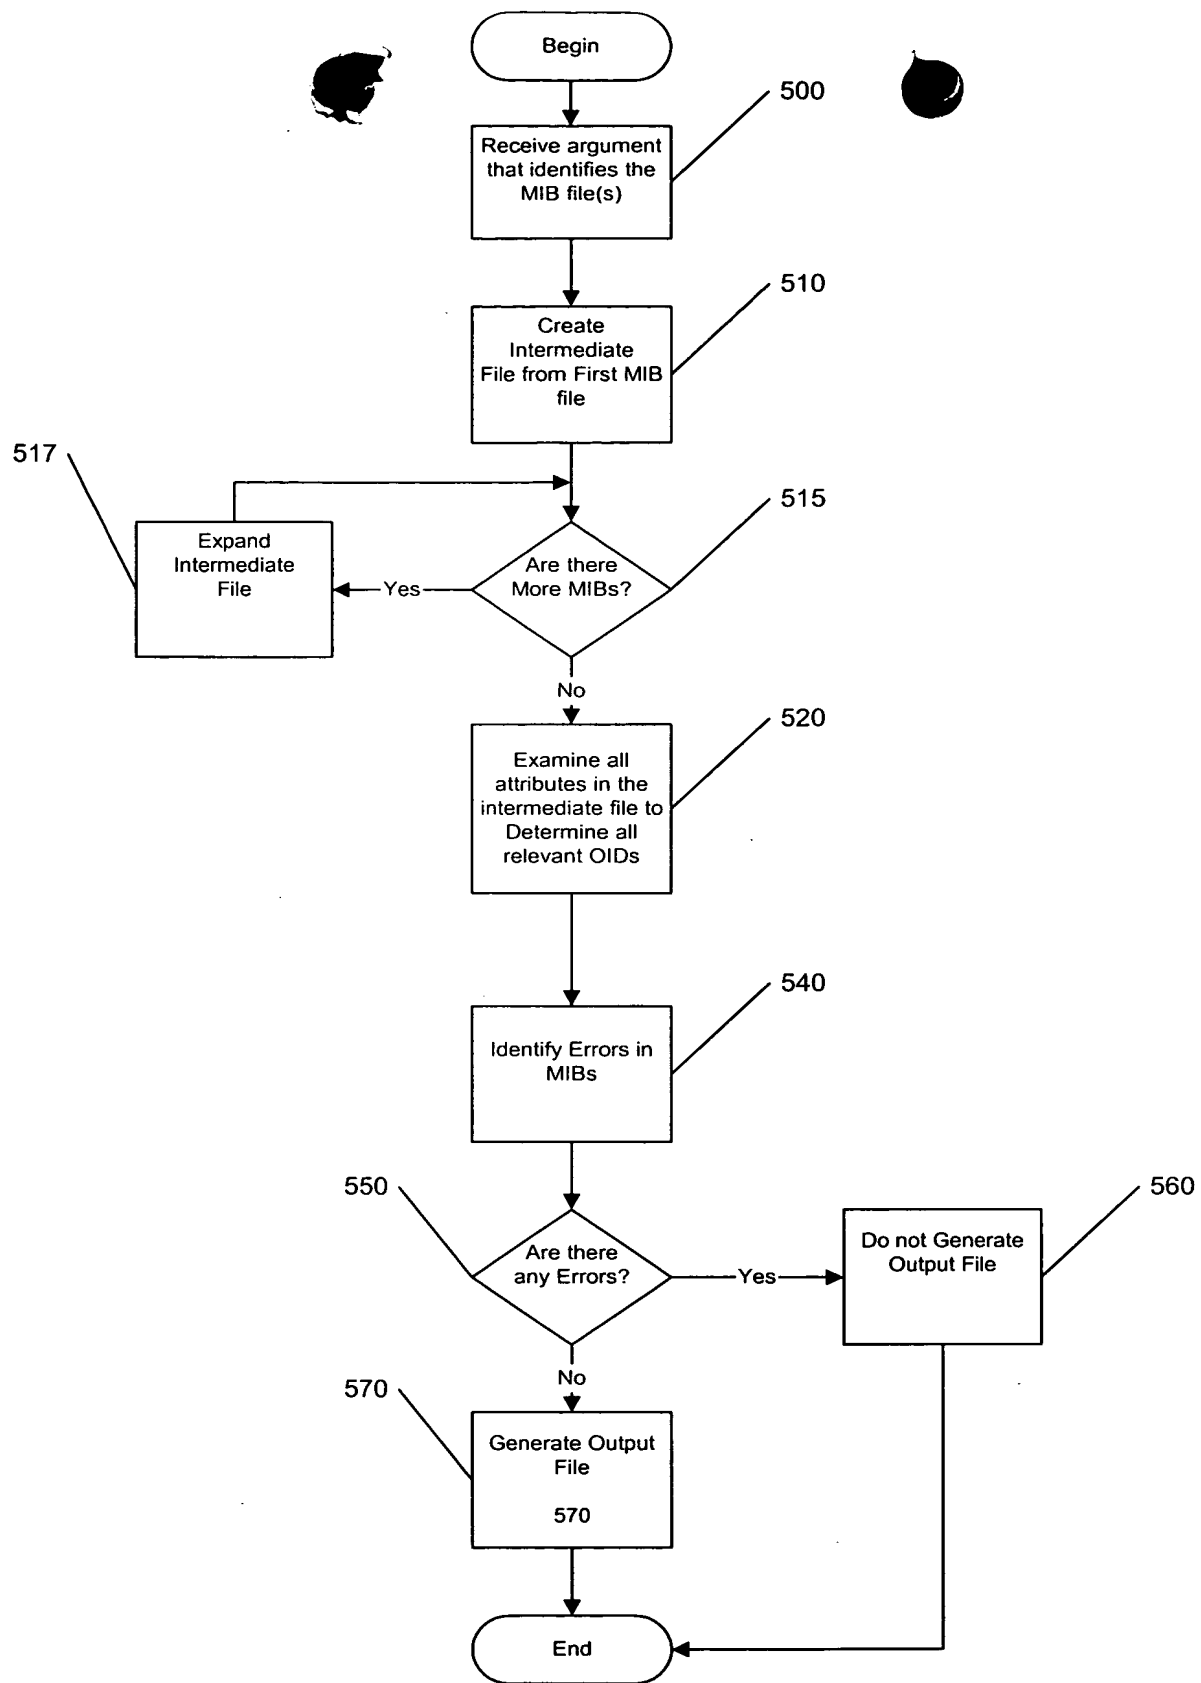 Begin
500
Receive argument
that identifies the
MIB file(s)
510
Create
Intermediate
File from First MIB
file
517
515
Expand
Intermediate
File
Yes
Are there
More MIBs?
No
520
Examine all
attributes in the
intermediate file to
Determine all
relevant OIDs
540
Identify Errors in
MIBs
550
560
Are there
any Errors?
Yes
Do not Generate
Output File
No
570
Generate Output
File
570
End